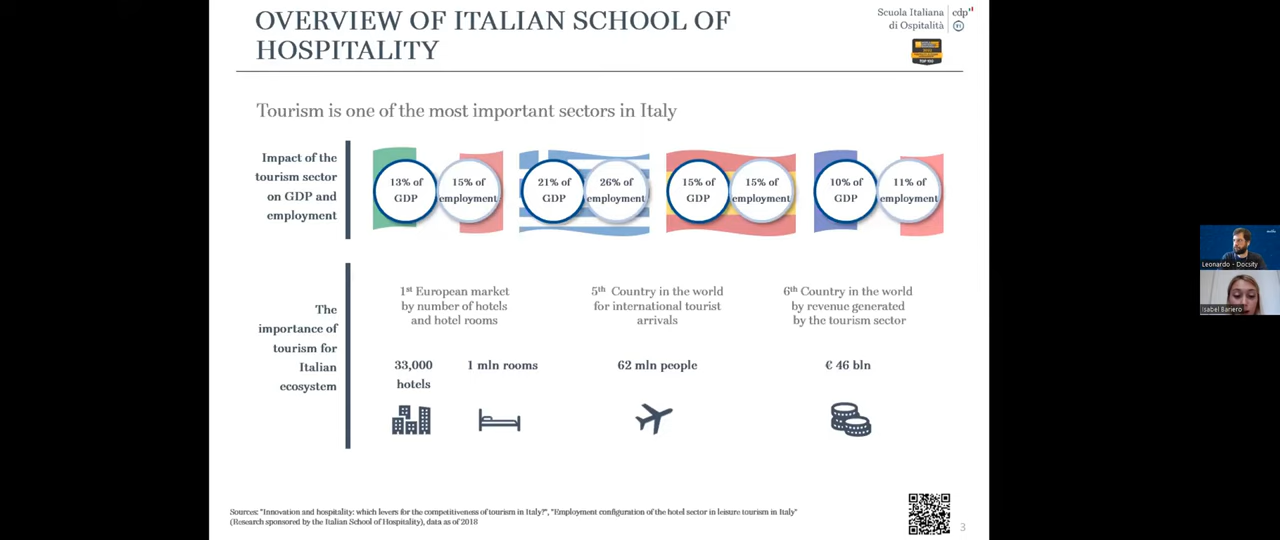 OVERVIEW OF ITALIAN SCHOOL OF
HOSPITALITY
Scuola Italiana
di Ospitalità
cdp
Tourism is one of the most important sectors in Italy
Impact of the
tourism sector
on GDP and
employment
13% of
GDP
15% of
employment
21% of
GDP
26% of
employment
15% of
GDP
15% of
employment
10% of
GDP
11% of
employment
The
importance of
tourism for
Italian
ecosystem
1st European market
by number of hotels
and hotel rooms
5th Country in the world
for international tourist
arrivals
6th Country in the world
by revenue generated
by the tourism sector
33,000
hotels
1 mln rooms
62 mln people
€ 46 bln
Sources: "Innovation and hospitality: which levers for the competitiveness of tourism in Italy?", "Employment configuration of the hotel sector in leisure tourism in Italy"
(Research sponsored by the Italian School of Hospitality), data as of 2018
3
Leonardo - Docsity
Isabel Bariero